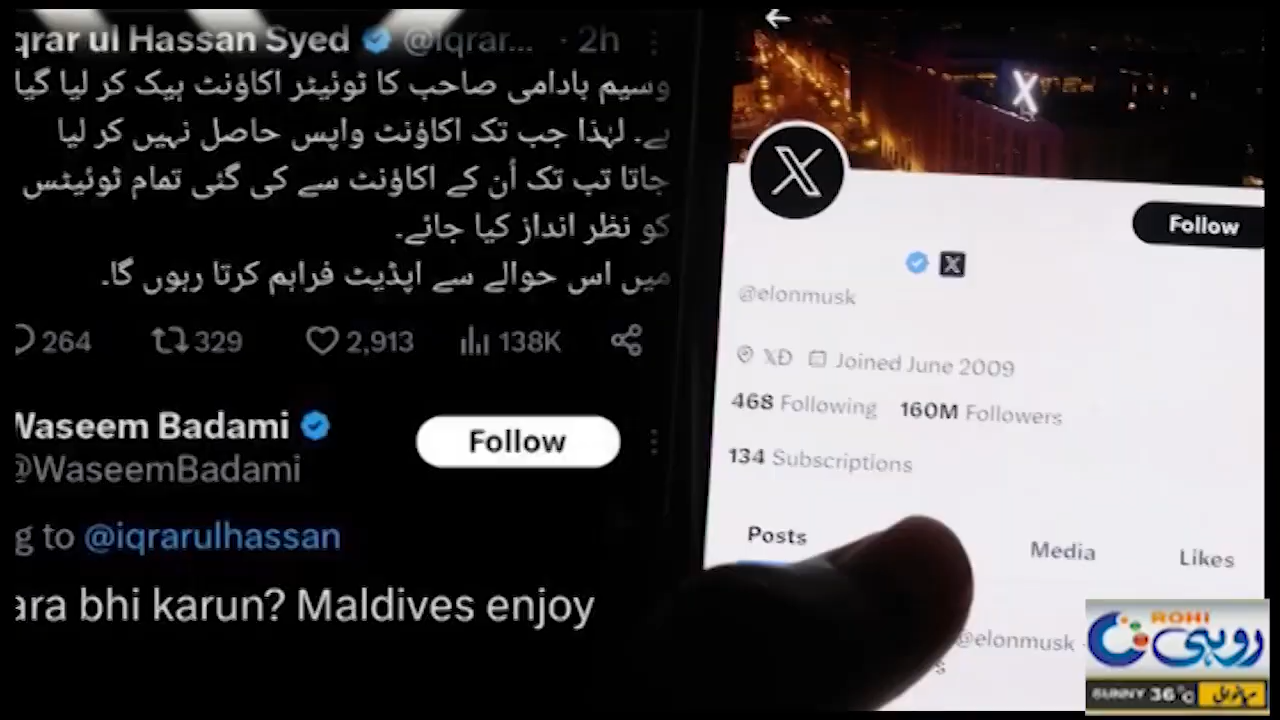 qrar ul Hassan Syed @iqrar... · 2h
وسیم بادامی صاحب کا ٹوئیٹر اکاؤنٹ ہیک کر لیا گیا
ہے۔ لہٰذا جب تک اکاؤنٹ واپس حاصل نہیں کر لیا
جاتا تب تک اُن کے اکاؤنٹ سے کی گئی تمام ٹوئیٹس
کو نظر انداز کیا جائے۔
میں اس حوالے سے اپڈیٹ فراہم کرتا رہوں گا۔
264 329 2,913 138K
Waseem Badami
@WaseemBadami
Follow
g to @iqrarulhassan
ara bhi karun? Maldives enjoy
X
X
Follow
X
@elonmusk
XD Joined June 2009
468 Following 160M Followers
134 Subscriptions
Posts Media Likes
@elonmusk
s
ROHI
روہی
SUNNY 36°C
میانوالی